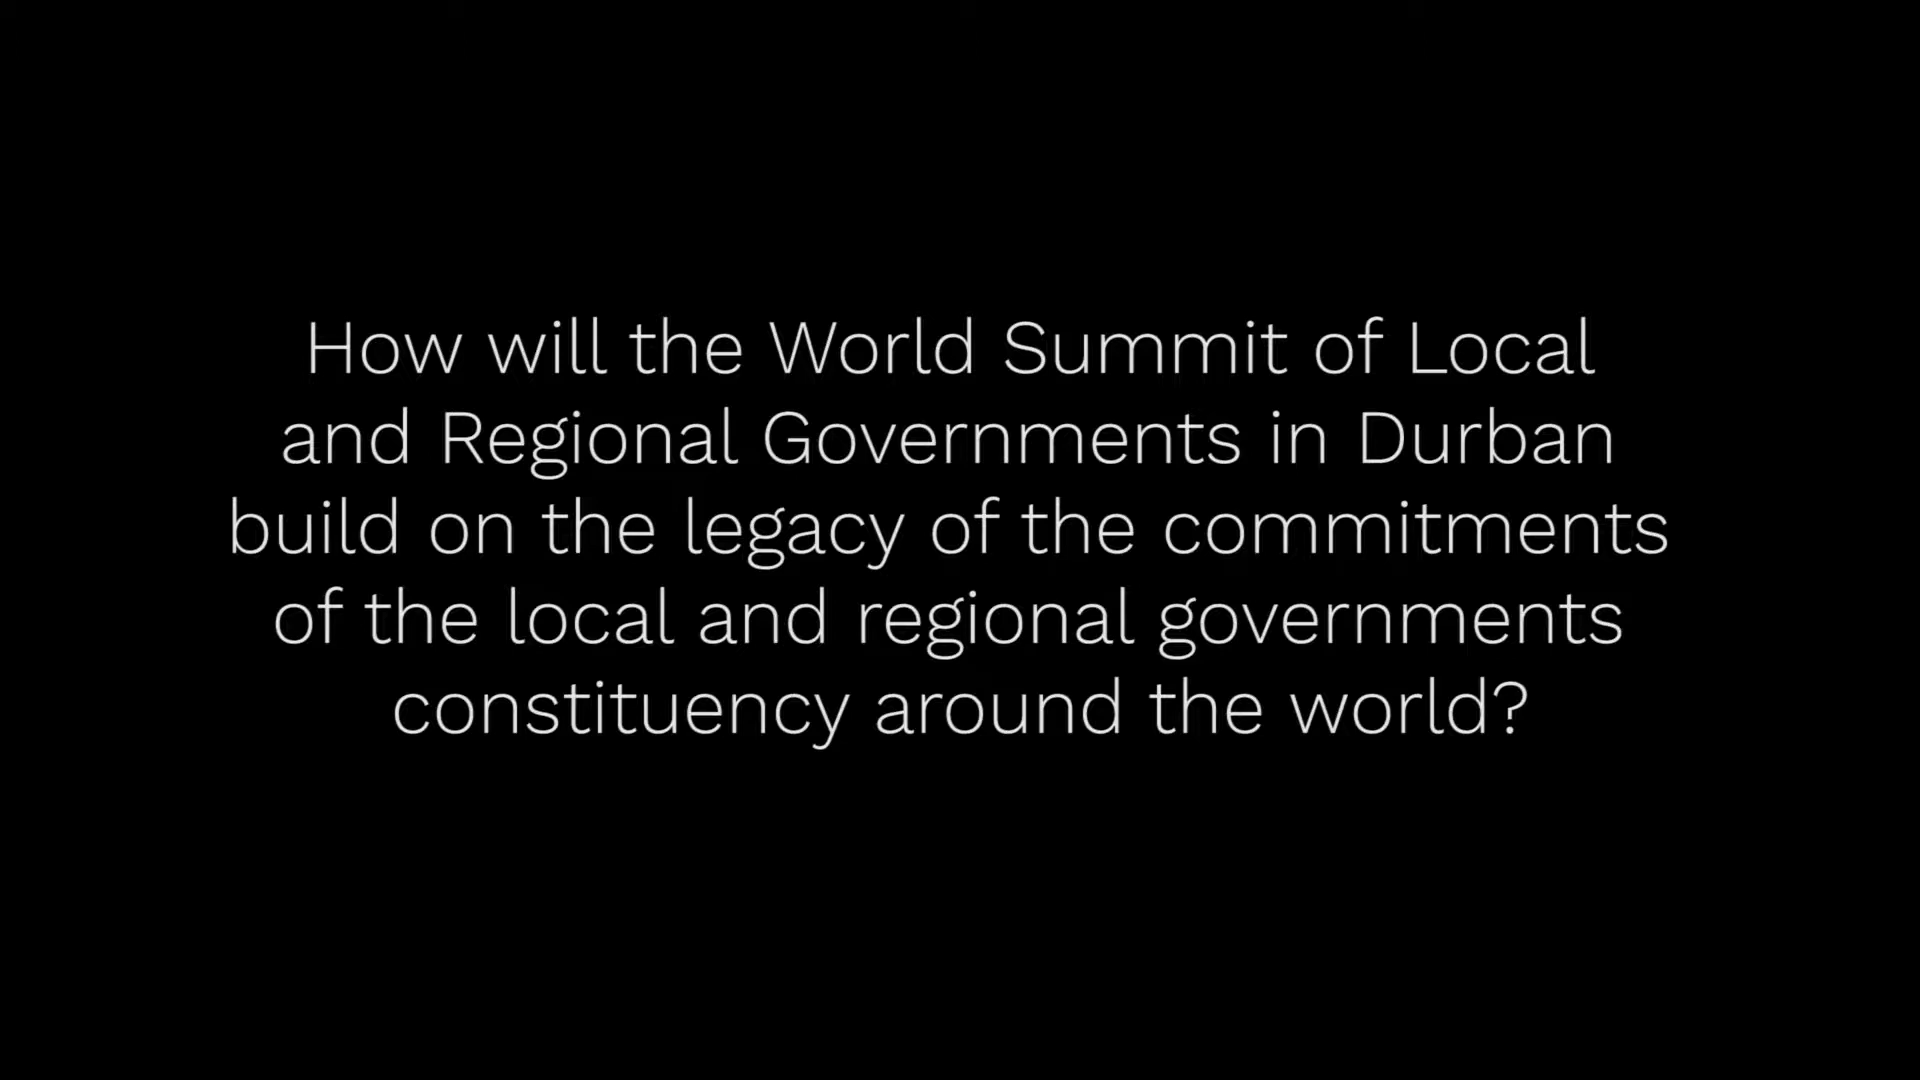 How will the World Summit of Local
and Regional Governments in Durban
build on the legacy of the commitments
of the local and regional governments
constituency around the world?